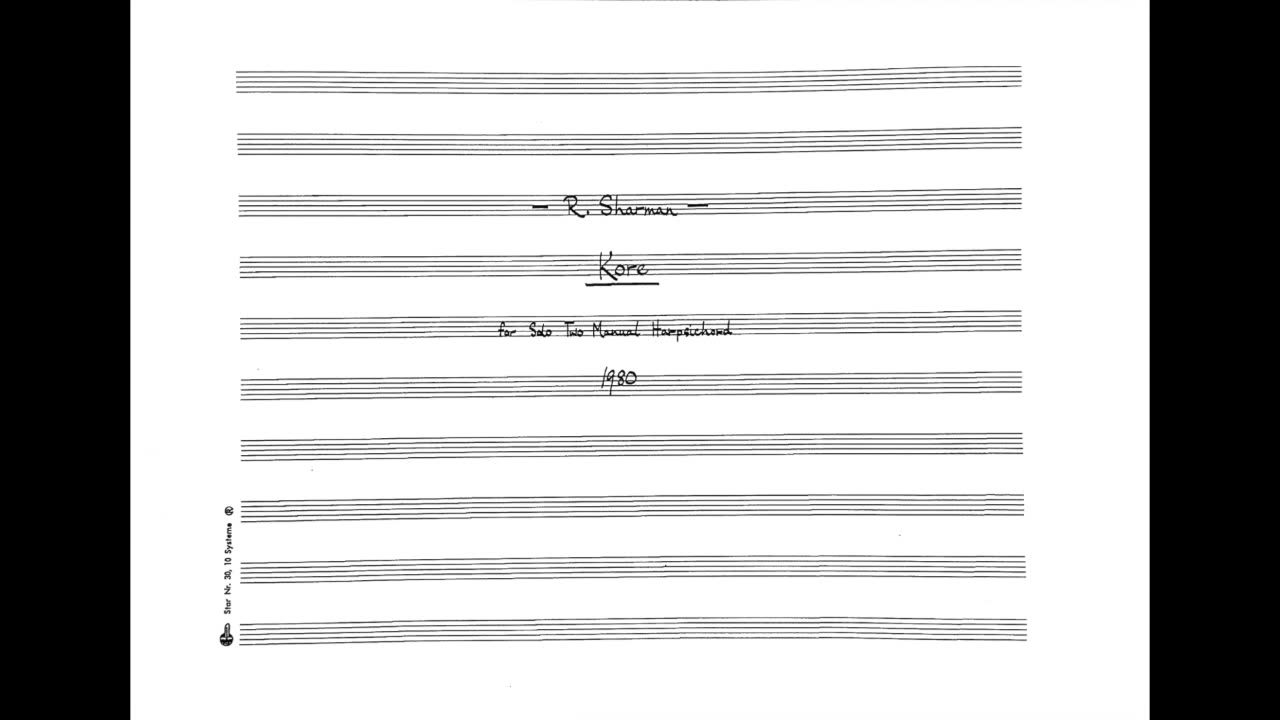 — R. Sharman —
Kore
for Solo Two Manual Harpsichord
1980
Star Nr. 30, 10 Systeme ®